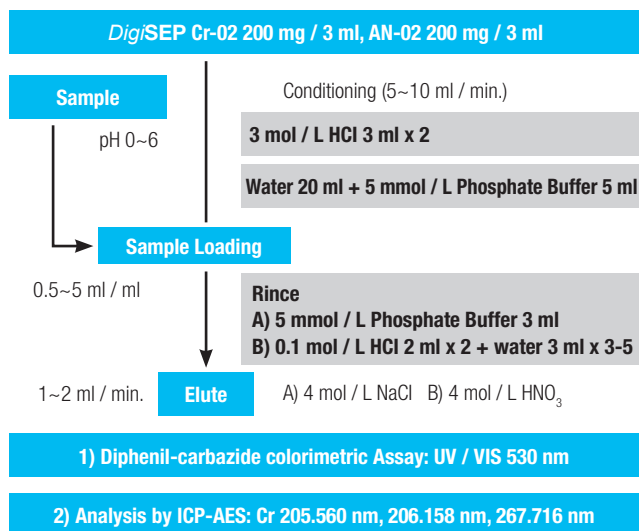 DigiSEP Cr-02 200 mg / 3 ml, AN-02 200 mg / 3 ml
Sample
Conditioning (5~10 ml / min.)
pH 0~6
3 mol / L HCl 3 ml x 2
Water 20 ml + 5 mmol / L Phosphate Buffer 5 ml
Sample Loading
0.5~5 ml / ml
Rince
A) 5 mmol / L Phosphate Buffer 3 ml
B) 0.1 mol / L HCl 2 ml x 2 + water 3 ml x 3-5
1~2 ml / min.
Elute
A) 4 mol / L NaCl B) 4 mol / L HNO₃
1) Diphenil-carbazide colorimetric Assay: UV / VIS 530 nm
2) Analysis by ICP-AES: Cr 205.560 nm, 206.158 nm, 267.716 nm